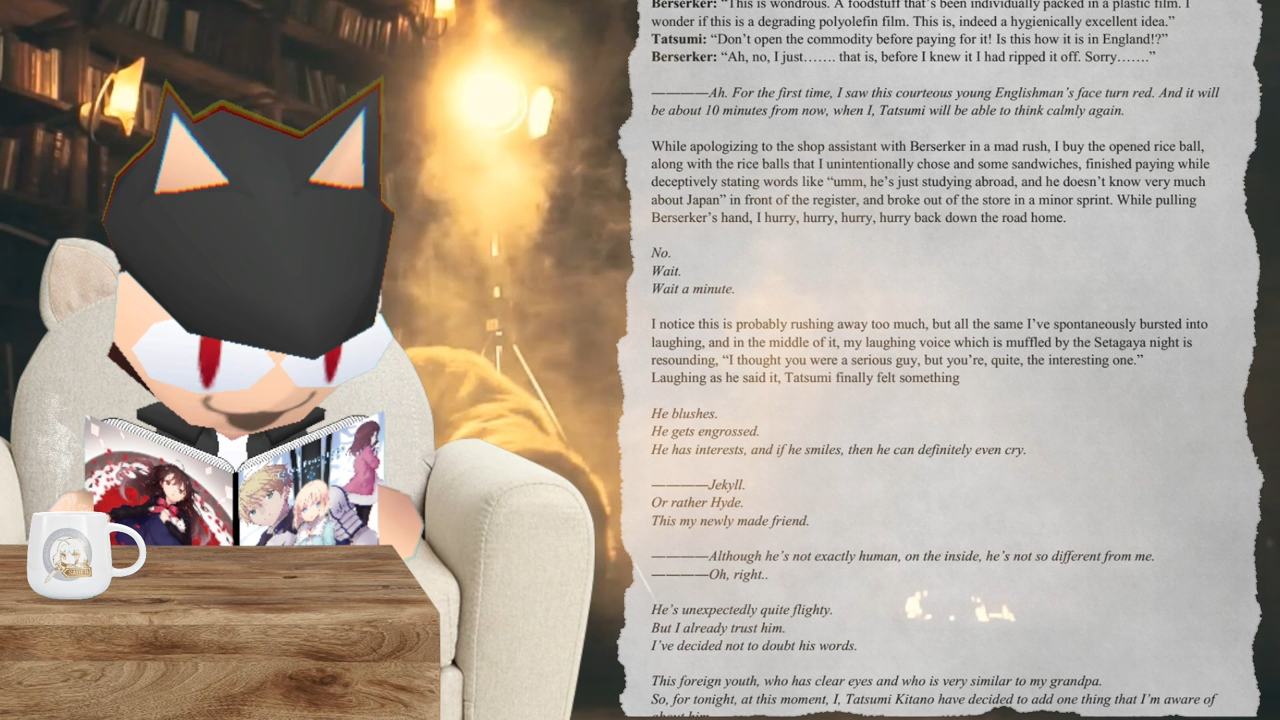 Berserker: “This is wondrous. A foodstuff that’s been individually packed in a plastic film. I
wonder if this is a degrading polyolefin film. This is, indeed a hygienically excellent idea.”
Tatsumi: “Don’t open the commodity before paying for it! Is this how it is in England!?”
Berserker: “Ah, no, I just……. that is, before I knew it I had ripped it off. Sorry…….”
————Ah. For the first time, I saw this courteous young Englishman’s face turn red. And it will
be about 10 minutes from now, when I, Tatsumi will be able to think calmly again.
While apologizing to the shop assistant with Berserker in a mad rush, I buy the opened rice ball,
along with the rice balls that I unintentionally chose and some sandwiches, finished paying while
deceptively stating words like “umm, he’s just studying abroad, and he doesn’t know very much
about Japan” in front of the register, and broke out of the store in a minor sprint. While pulling
Berserker’s hand, I hurry, hurry, hurry, hurry back down the road home.
No.
Wait.
Wait a minute.
I notice this is probably rushing away too much, but all the same I’ve spontaneously bursted into
laughing, and in the middle of it, my laughing voice which is muffled by the Setagaya night is
resounding, “I thought you were a serious guy, but you’re, quite, the interesting one.”
Laughing as he said it, Tatsumi finally felt something
He blushes.
He gets engrossed.
He has interests, and if he smiles, then he can definitely even cry.
————Jekyll.
Or rather Hyde.
This my newly made friend.
————Although he’s not exactly human, on the inside, he’s not so different from me.
————Oh, right..
He’s unexpectedly quite flighty.
But I already trust him.
I’ve decided not to doubt his words.
This foreign youth, who has clear eyes and who is very similar to my grandpa.
So, for tonight, at this moment, I, Tatsumi Kitano have decided to add one thing that I’m aware of
about him